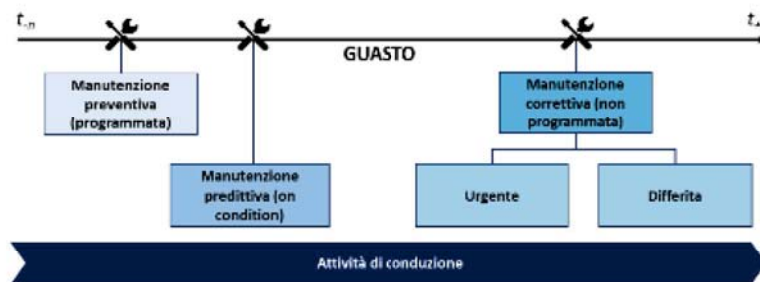 t-n
GUASTO
Manutenzione
preventiva
(programmata)
Manutenzione
correttiva (non
programmata)
Manutenzione
predittiva (on
condition)
Urgente
Differita
Attività di conduzione